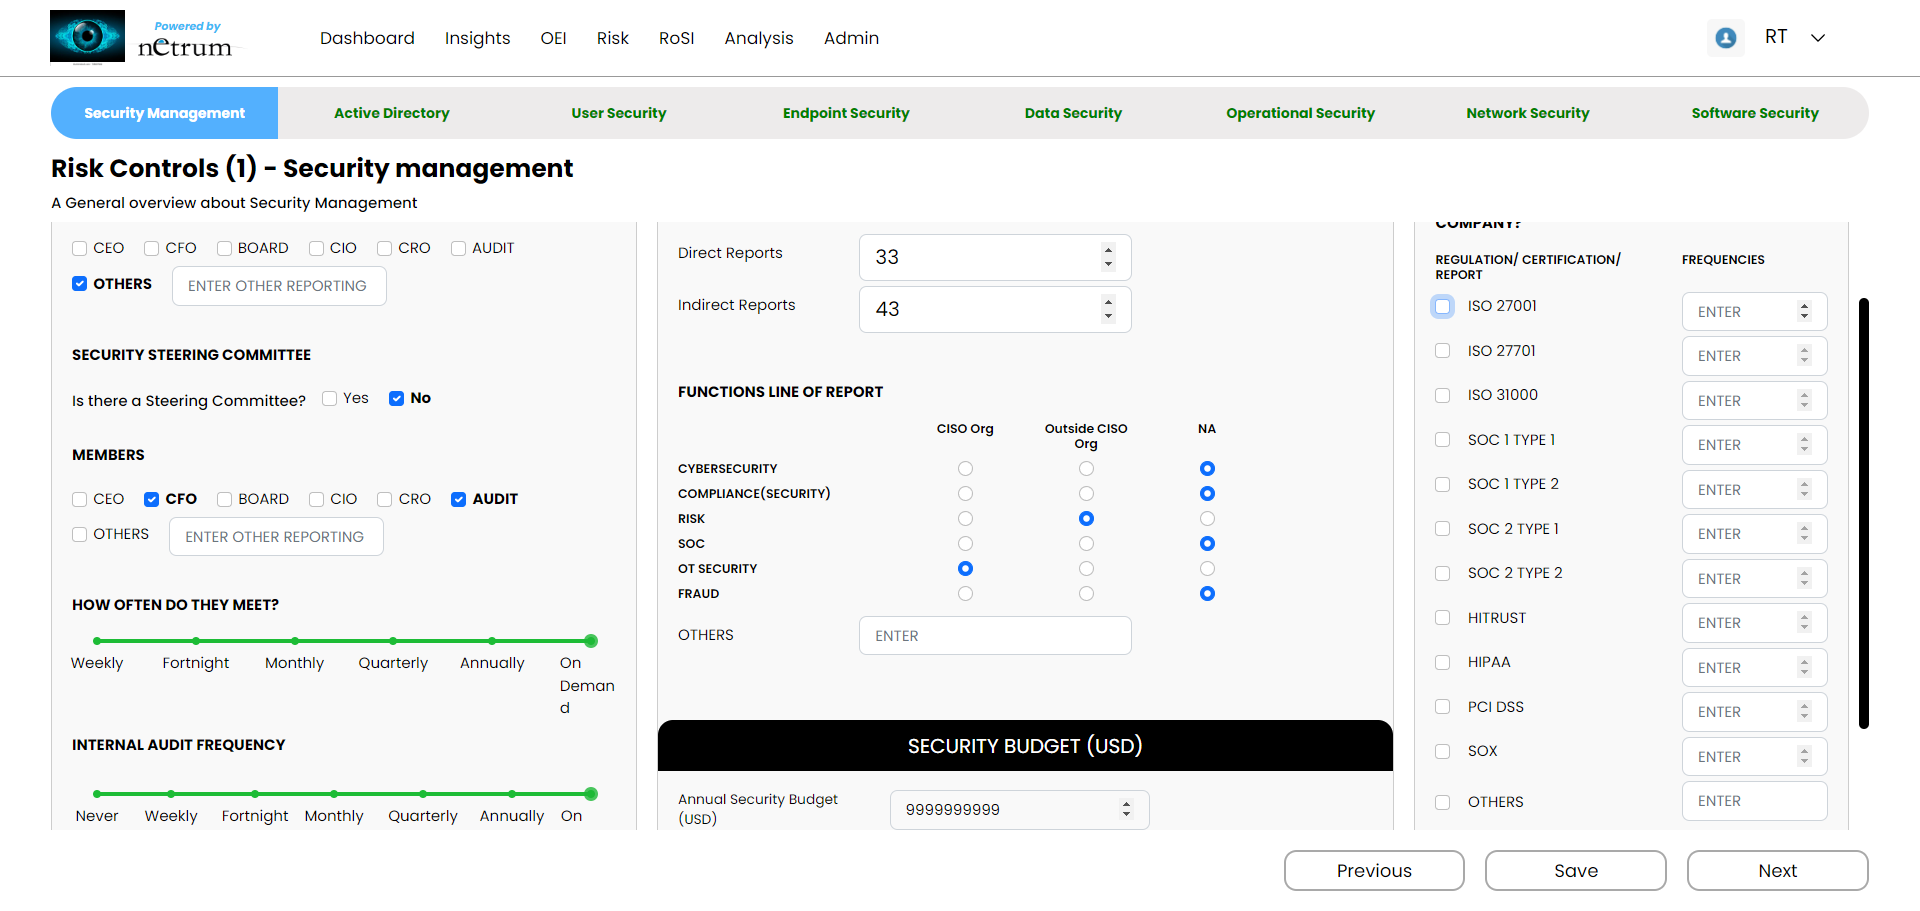 Powered by
netrum
Dashboard
Insights
OEI
Risk
RoSI
Analysis
Admin
RT
Security Management
Active Directory
User Security
Endpoint Security
Data Security
Operational Security
Network Security
Software Security
Risk Controls (1) - Security management
A General overview about Security Management
CEO
CFO
BOARD
CIO
CRO
AUDIT
OTHERS
ENTER OTHER REPORTING
SECURITY STEERING COMMITTEE
Is there a Steering Committee?
Yes
No
MEMBERS
CEO
CFO
BOARD
CIO
CRO
AUDIT
OTHERS
ENTER OTHER REPORTING
HOW OFTEN DO THEY MEET?
Weekly
Fortnight
Monthly
Quarterly
Annually
On
Deman
d
INTERNAL AUDIT FREQUENCY
Never
Weekly
Fortnight
Monthly
Quarterly
Annually
On
Direct Reports
33
Indirect Reports
43
FUNCTIONS LINE OF REPORT
CISO Org
Outside CISO
Org
NA
CYBERSECURITY
COMPLIANCE(SECURITY)
RISK
SOC
OT SECURITY
FRAUD
OTHERS
ENTER
SECURITY BUDGET (USD)
Annual Security Budget
(USD)
9999999999
COMPANY?
REGULATION/ CERTIFICATION/
REPORT
FREQUENCIES
ISO 27001
ENTER
ISO 27701
ENTER
ISO 31000
ENTER
SOC 1 TYPE 1
ENTER
SOC 1 TYPE 2
ENTER
SOC 2 TYPE 1
ENTER
SOC 2 TYPE 2
ENTER
HITRUST
ENTER
HIPAA
ENTER
PCI DSS
ENTER
SOX
ENTER
OTHERS
ENTER
Previous
Save
Next